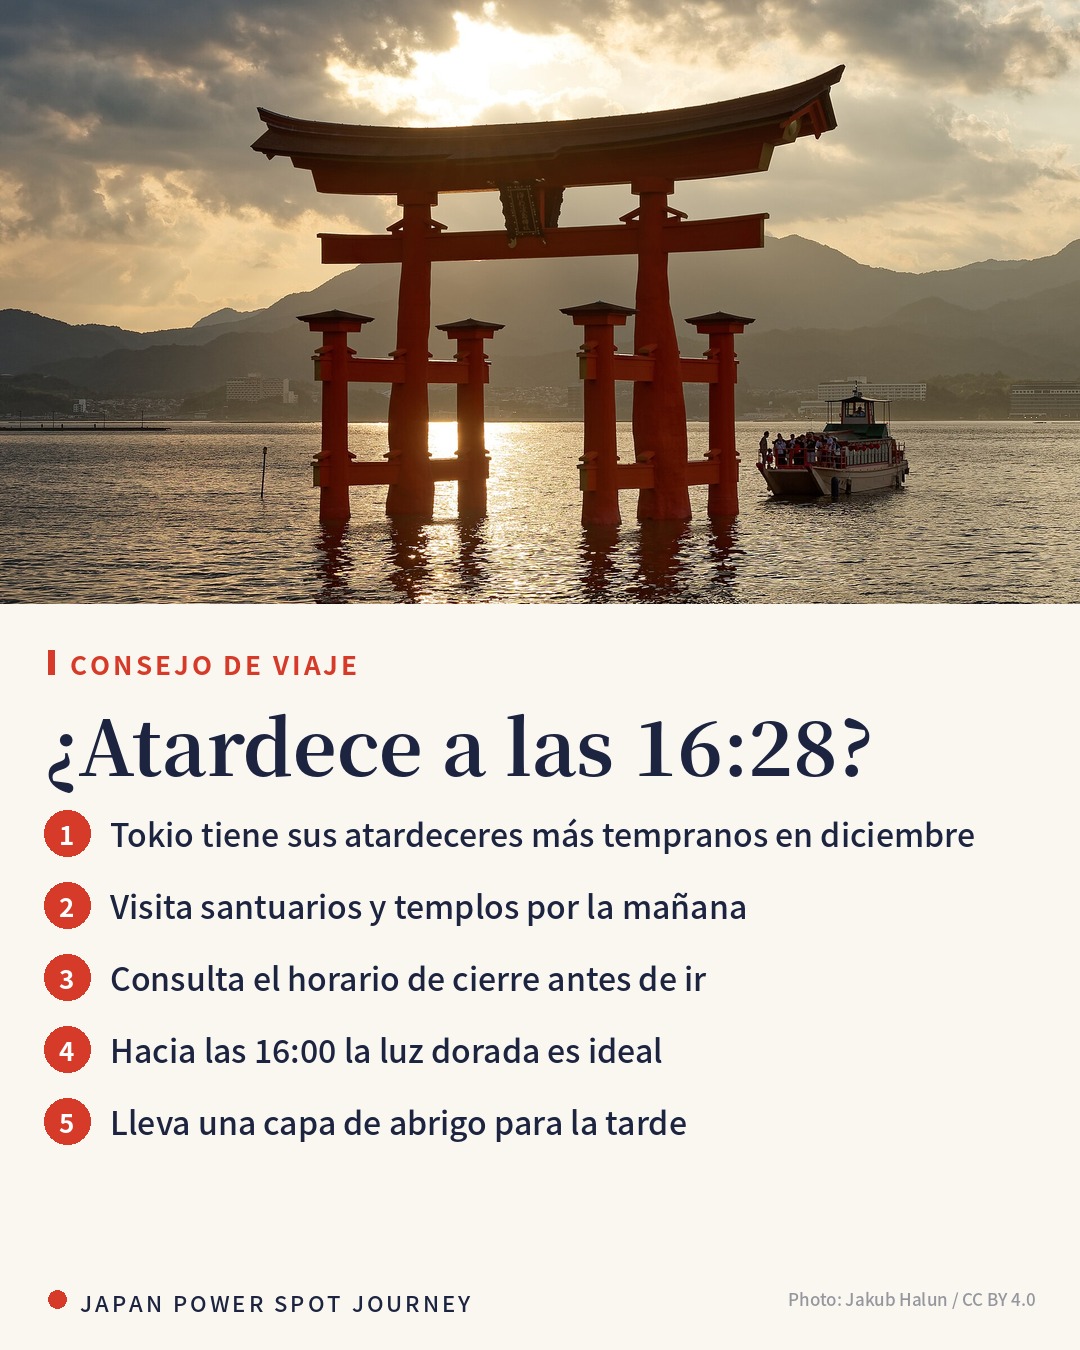 CONSEJO DE VIAJE
¿Atardece a las 16:28?
1 Tokio tiene sus atardeceres más tempranos en diciembre
2 Visita santuarios y templos por la mañana
3 Consulta el horario de cierre antes de ir
4 Hacia las 16:00 la luz dorada es ideal
5 Lleva una capa de abrigo para la tarde
JAPAN POWER SPOT JOURNEY
Photo: Jakub Halun / CC BY 4.0